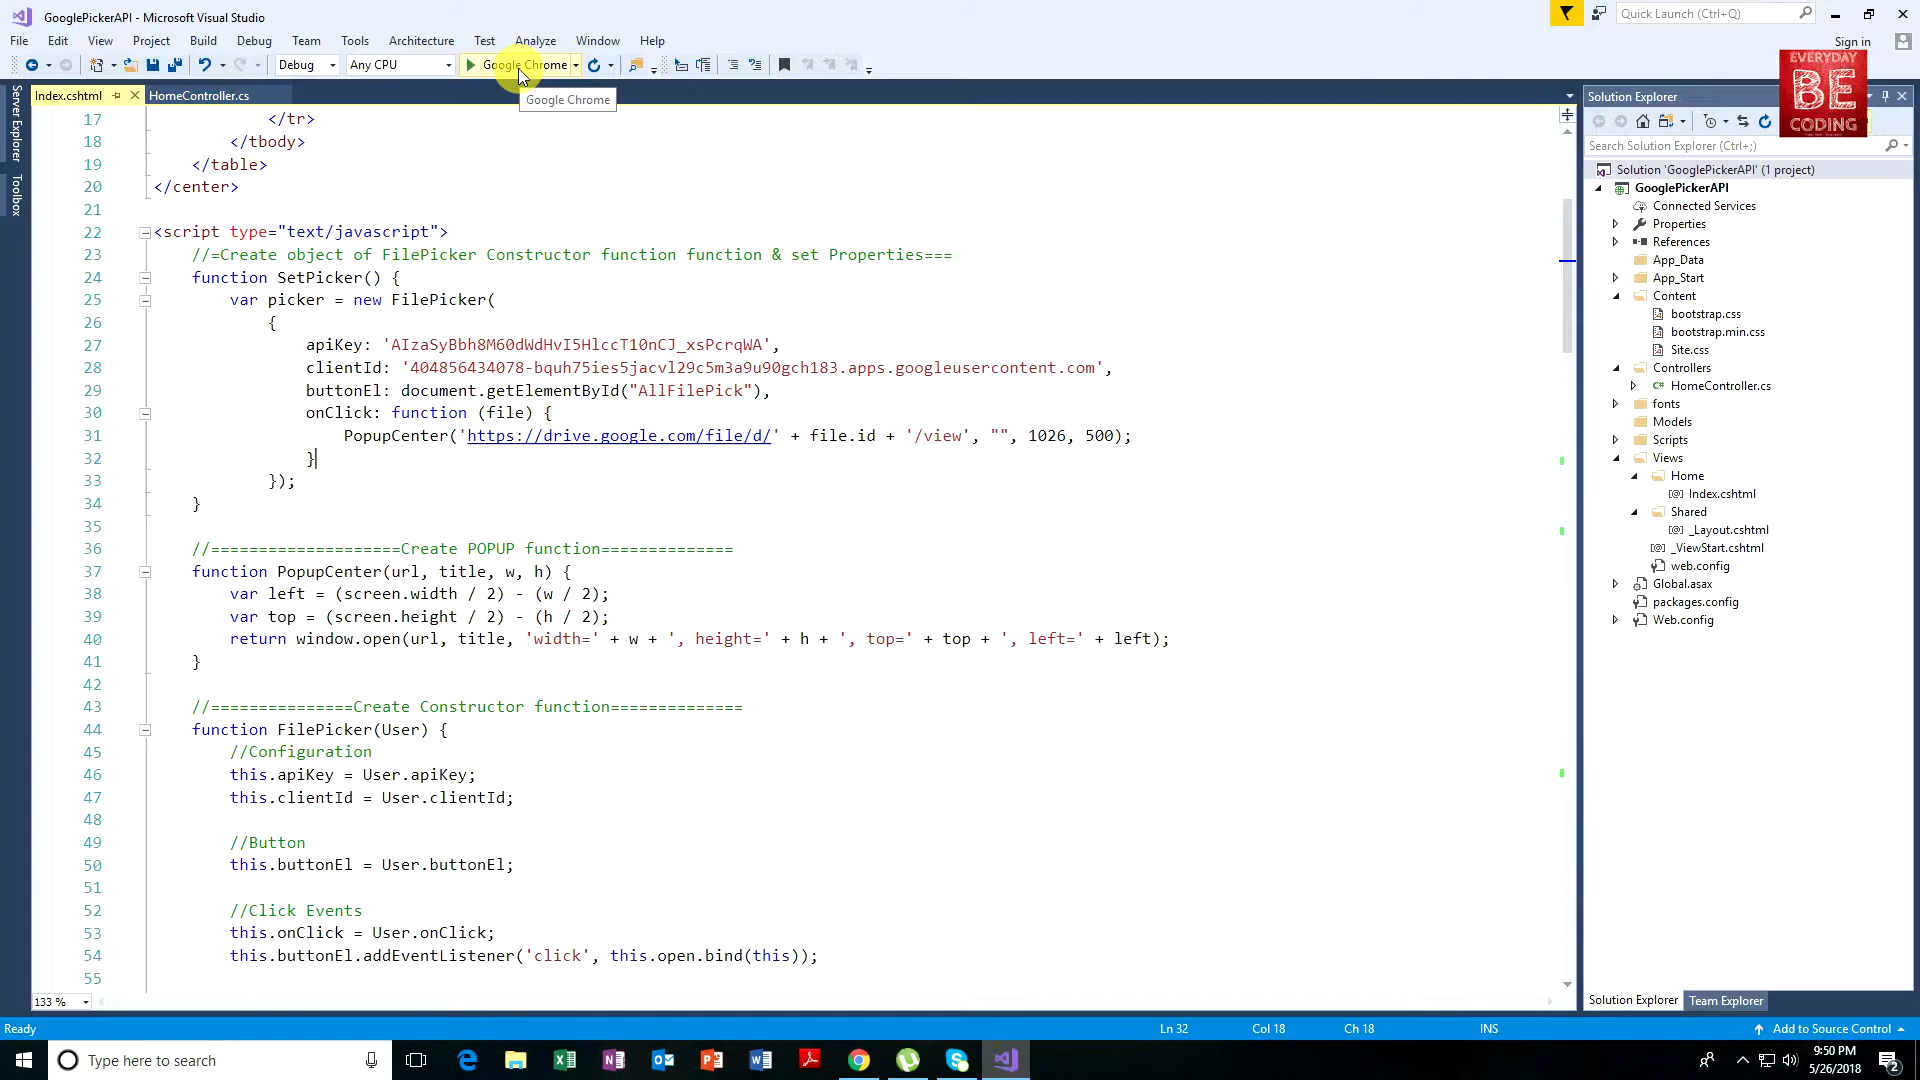 GooglePickerAPI - Microsoft Visual Studio
Quick Launch (Ctrl+Q)
File Edit View Project Build Debug Team Tools Architecture Test Analyze Window Help
Sign in
Debug Any CPU Google Chrome
Google Chrome
EVERYDAY
BE
CODING
Server Explorer
Toolbox
Index.cshtml HomeController.cs
17 </tr>
18 </tbody>
19 </table>
20 </center>
21
22 <script type="text/javascript">
23 //=Create object of FilePicker Constructor function function & set Properties===
24 function SetPicker() {
25 var picker = new FilePicker(
26 {
27 apiKey: 'AIzaSyBbh8M60dWdHvI5HlccT10nCJ_xsPcrqWA',
28 clientId: '404856434078-bquh75ies5jacvl29c5m3a9u90gch183.apps.googleusercontent.com',
29 buttonEl: document.getElementById("AllFilePick"),
30 onClick: function (file) {
31 PopupCenter('https://drive.google.com/file/d/' + file.id + '/view', "", 1026, 500);
32 }
33 });
34 }
35
36 //====================Create POPUP function==============
37 function PopupCenter(url, title, w, h) {
38 var left = (screen.width / 2) - (w / 2);
39 var top = (screen.height / 2) - (h / 2);
40 return window.open(url, title, 'width=' + w + ', height=' + h + ', top=' + top + ', left=' + left);
41 }
42
43 //===============Create Constructor function==============
44 function FilePicker(User) {
45 //Configuration
46 this.apiKey = User.apiKey;
47 this.clientId = User.clientId;
48
49 //Button
50 this.buttonEl = User.buttonEl;
51
52 //Click Events
53 this.onClick = User.onClick;
54 this.buttonEl.addEventListener('click', this.open.bind(this));
55
133 %
Solution Explorer
Search Solution Explorer (Ctrl+;)
Solution 'GooglePickerAPI' (1 project)
GooglePickerAPI
Connected Services
Properties
References
App_Data
App_Start
Content
bootstrap.css
bootstrap.min.css
Site.css
Controllers
HomeController.cs
fonts
Models
Scripts
Views
Home
Index.cshtml
Shared
_Layout.cshtml
_ViewStart.cshtml
web.config
Global.asax
packages.config
Web.config
Solution Explorer Team Explorer
Ready Ln 32 Col 18 Ch 18 INS Add to Source Control
Type here to search
9:50 PM
5/26/2018
2